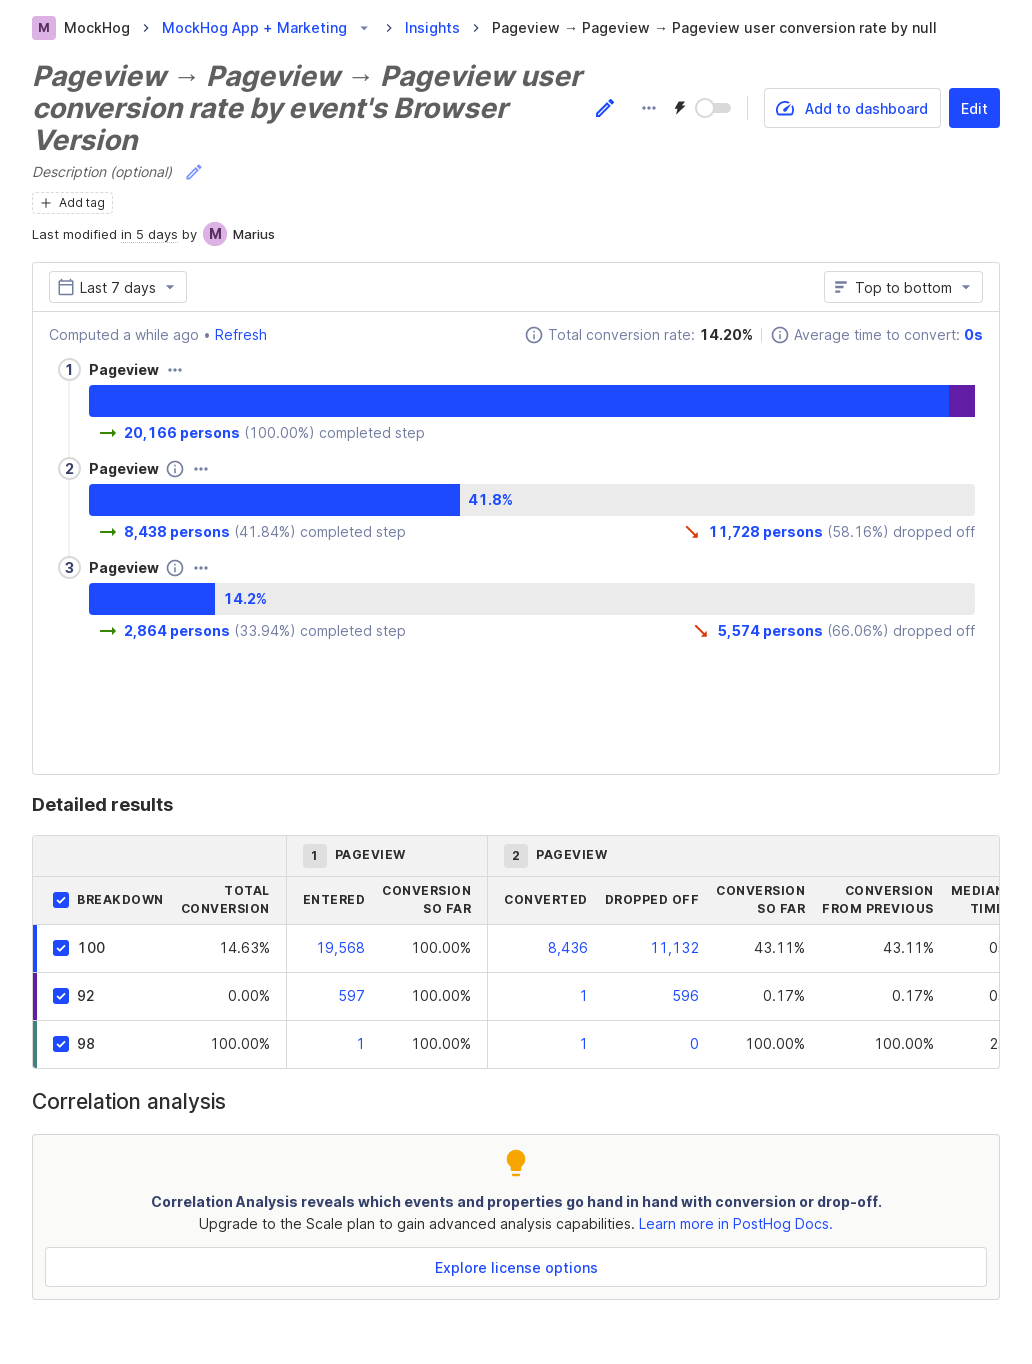 M MockHog > MockHog App + Marketing > Insights > Pageview → Pageview → Pageview user conversion rate by null
Pageview → Pageview → Pageview user
conversion rate by event's Browser
Version
Add to dashboard
Edit
Description (optional)
+ Add tag
Last modified in 5 days by M Marius
Last 7 days
Top to bottom
Computed a while ago • Refresh
Total conversion rate: 14.20%
Average time to convert: 0s
1 Pageview
20,166 persons (100.00%) completed step
2 Pageview
41.8%
8,438 persons (41.84%) completed step
11,728 persons (58.16%) dropped off
3 Pageview
14.2%
2,864 persons (33.94%) completed step
5,574 persons (66.06%) dropped off
Detailed results
1 PAGEVIEW
2 PAGEVIEW
BREAKDOWN
TOTAL
CONVERSION
ENTERED
CONVERSION
SO FAR
CONVERTED
DROPPED OFF
CONVERSION
SO FAR
CONVERSION
FROM PREVIOUS
MEDIAN
TIM
100 14.63% 19,568 100.00% 8,436 11,132 43.11% 43.11% 0
92 0.00% 597 100.00% 1 596 0.17% 0.17% 0
98 100.00% 1 100.00% 1 0 100.00% 100.00% 2
Correlation analysis
Correlation Analysis reveals which events and properties go hand in hand with conversion or drop-off.
Upgrade to the Scale plan to gain advanced analysis capabilities. Learn more in PostHog Docs.
Explore license options